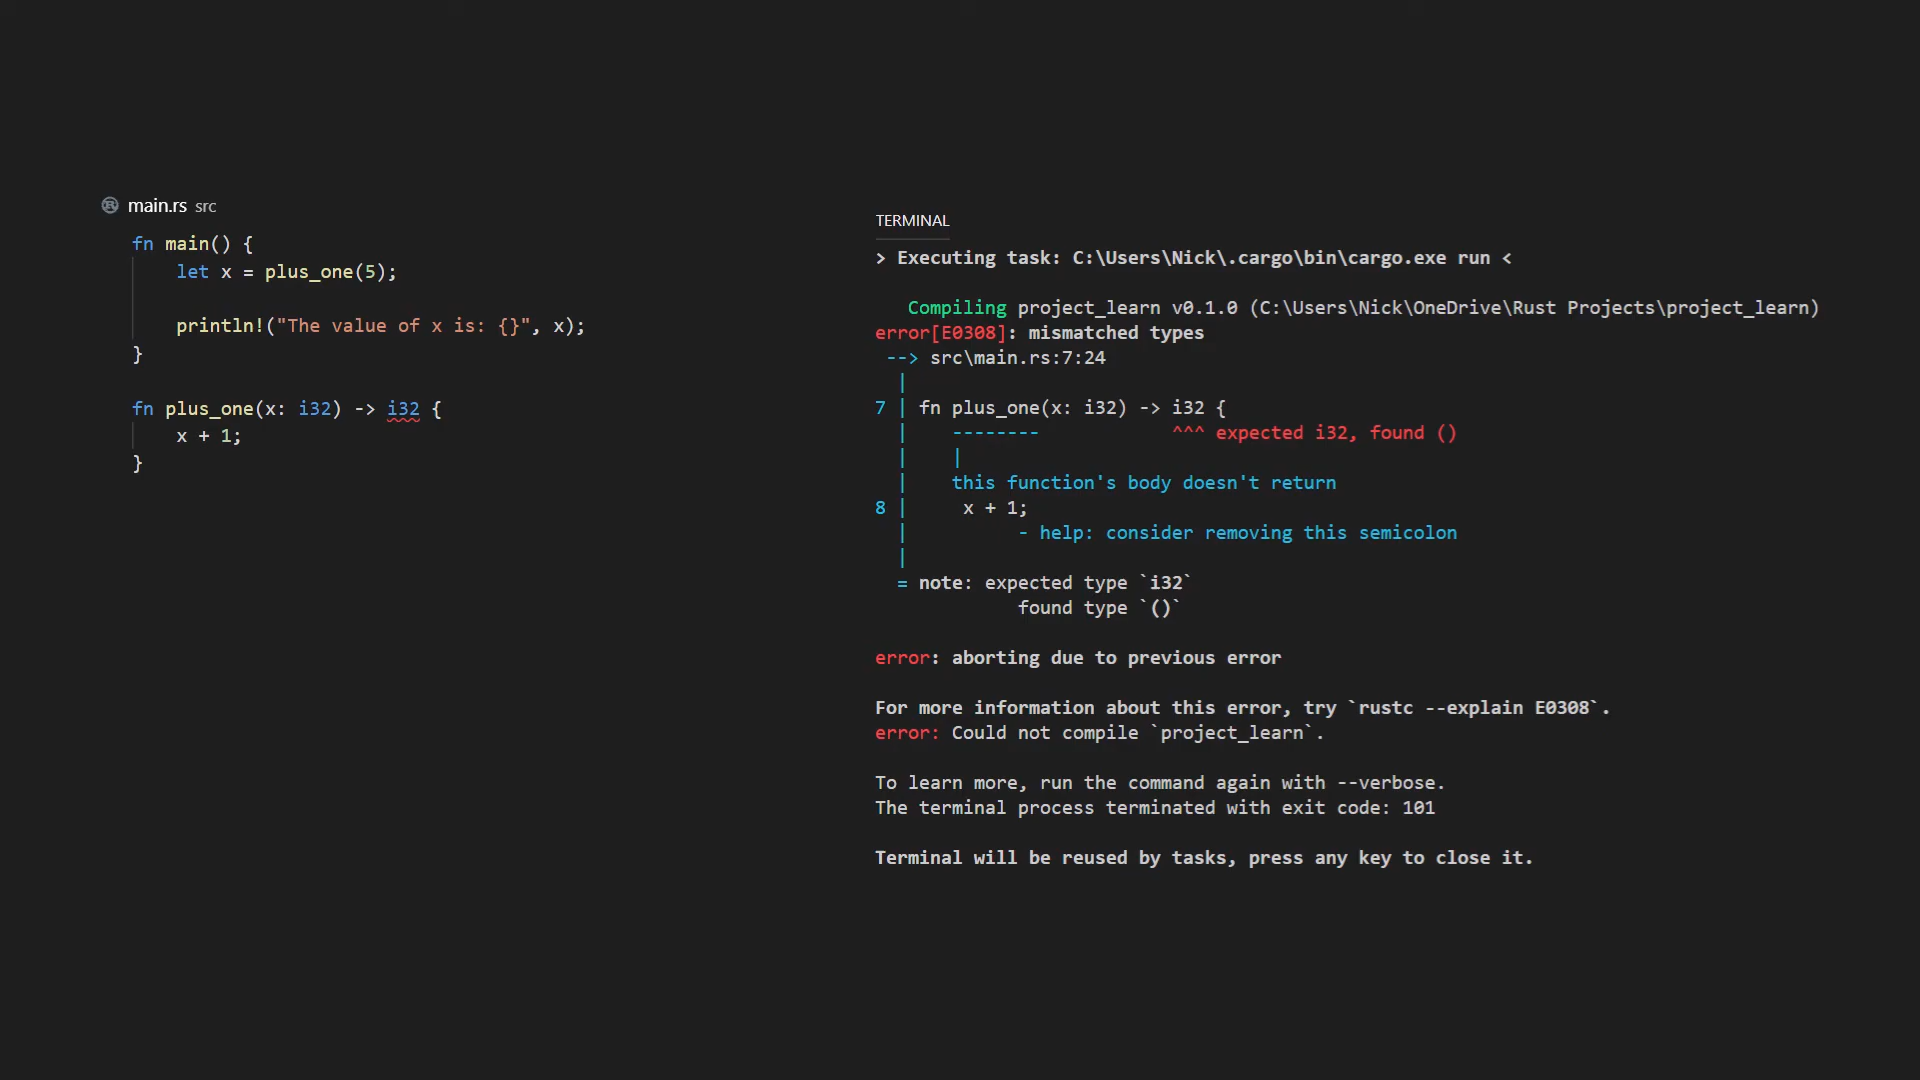 main.rs src
fn main() {
    let x = plus_one(5);

    println!("The value of x is: {}", x);
}

fn plus_one(x: i32) -> i32 {
    x + 1;
}
TERMINAL
> Executing task: C:\Users\Nick\.cargo\bin\cargo.exe run <

   Compiling project_learn v0.1.0 (C:\Users\Nick\OneDrive\Rust Projects\project_learn)
error[E0308]: mismatched types
 --> src\main.rs:7:24
  |
7 | fn plus_one(x: i32) -> i32 {
  |    --------            ^^^ expected i32, found ()
  |    |
  |    this function's body doesn't return
8 |     x + 1;
  |          - help: consider removing this semicolon
  |
  = note: expected type `i32`
             found type `()`

error: aborting due to previous error

For more information about this error, try `rustc --explain E0308`.
error: Could not compile `project_learn`.

To learn more, run the command again with --verbose.
The terminal process terminated with exit code: 101

Terminal will be reused by tasks, press any key to close it.